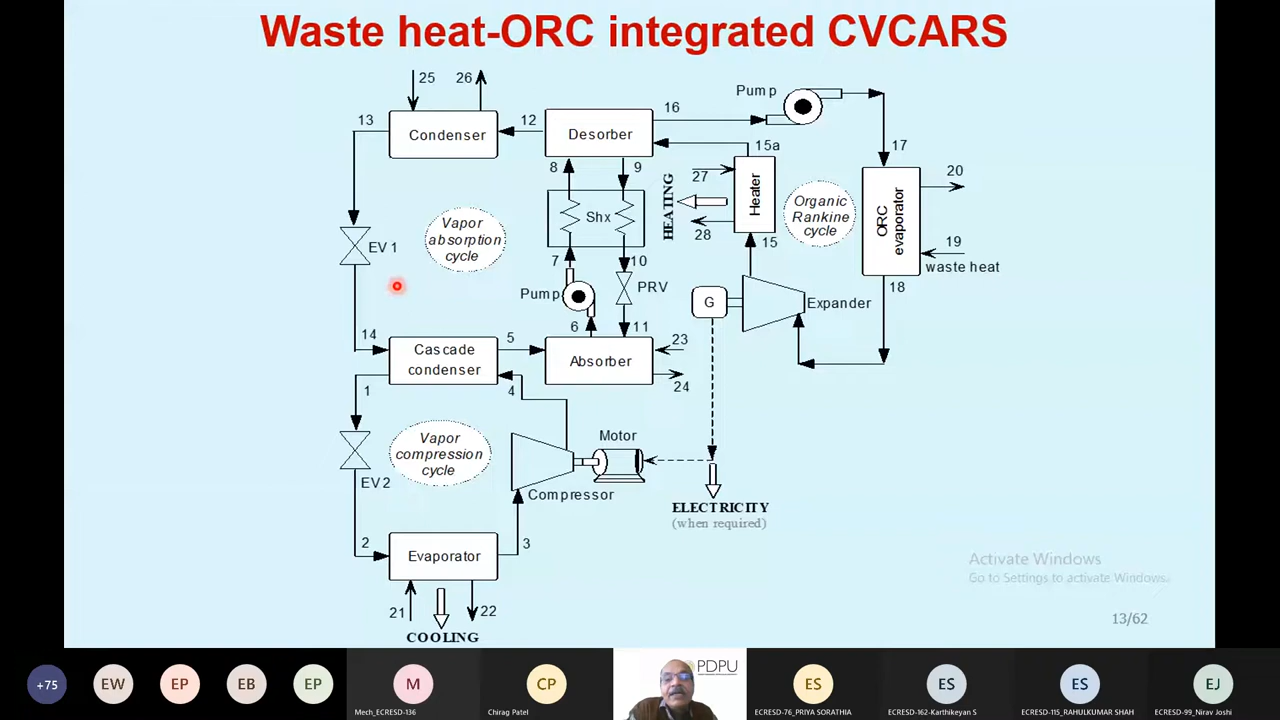 Waste heat-ORC integrated CVCARS
25 26
13 Condenser 12 Desorber 16 Pump
8 9 15a 17
27 20
Shx HEATING Heater Organic Rankine cycle ORC evaporator
Vapor absorption cycle
EV 1
28 15 19
waste heat
7 10 18
Pump PRV G Expander
6 11
14 5 23
Cascade condenser Absorber
1 4 24
Vapor compression cycle
Motor
EV2 Compressor
ELECTRICITY
(when required)
2 Evaporator 3
Activate Windows
Go to Settings to activate Windows.
21 22
13/62
COOLING
+75 EW EP EB EP M CP PDPU ES ES ES EJ
Mech_ECRESD-136 Chirag Patel ECRESD-76_PRIYA SORATHIA ECRESD-162-Karthikeyan S ECRESD-115_RAHULKUMAR SHAH ECRESD-99_Nirav Joshi